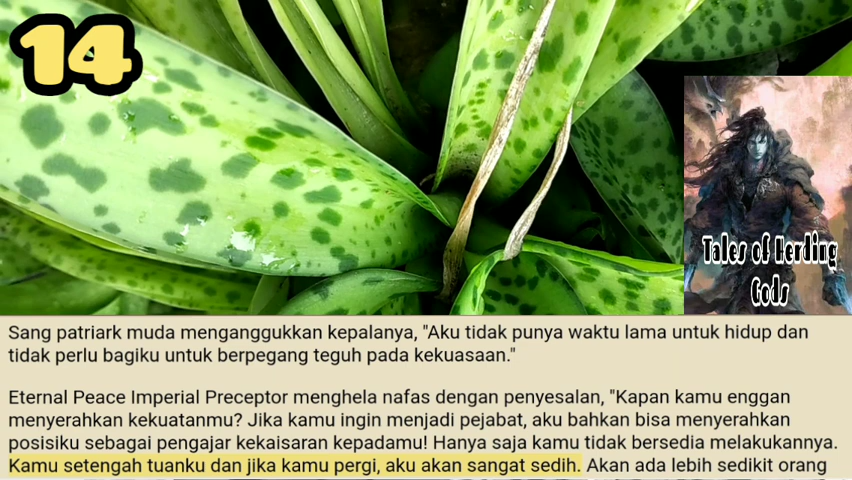 14
Tales of Herding
Gods
Sang patriark muda menganggukkan kepalanya, "Aku tidak punya waktu lama untuk hidup dan
tidak perlu bagiku untuk berpegang teguh pada kekuasaan."
Eternal Peace Imperial Preceptor menghela nafas dengan penyesalan, "Kapan kamu enggan
menyerahkan kekuatanmu? Jika kamu ingin menjadi pejabat, aku bahkan bisa menyerahkan
posisiku sebagai pengajar kekaisaran kepadamu! Hanya saja kamu tidak bersedia melakukannya.
Kamu setengah tuanku dan jika kamu pergi, aku akan sangat sedih. Akan ada lebih sedikit orang